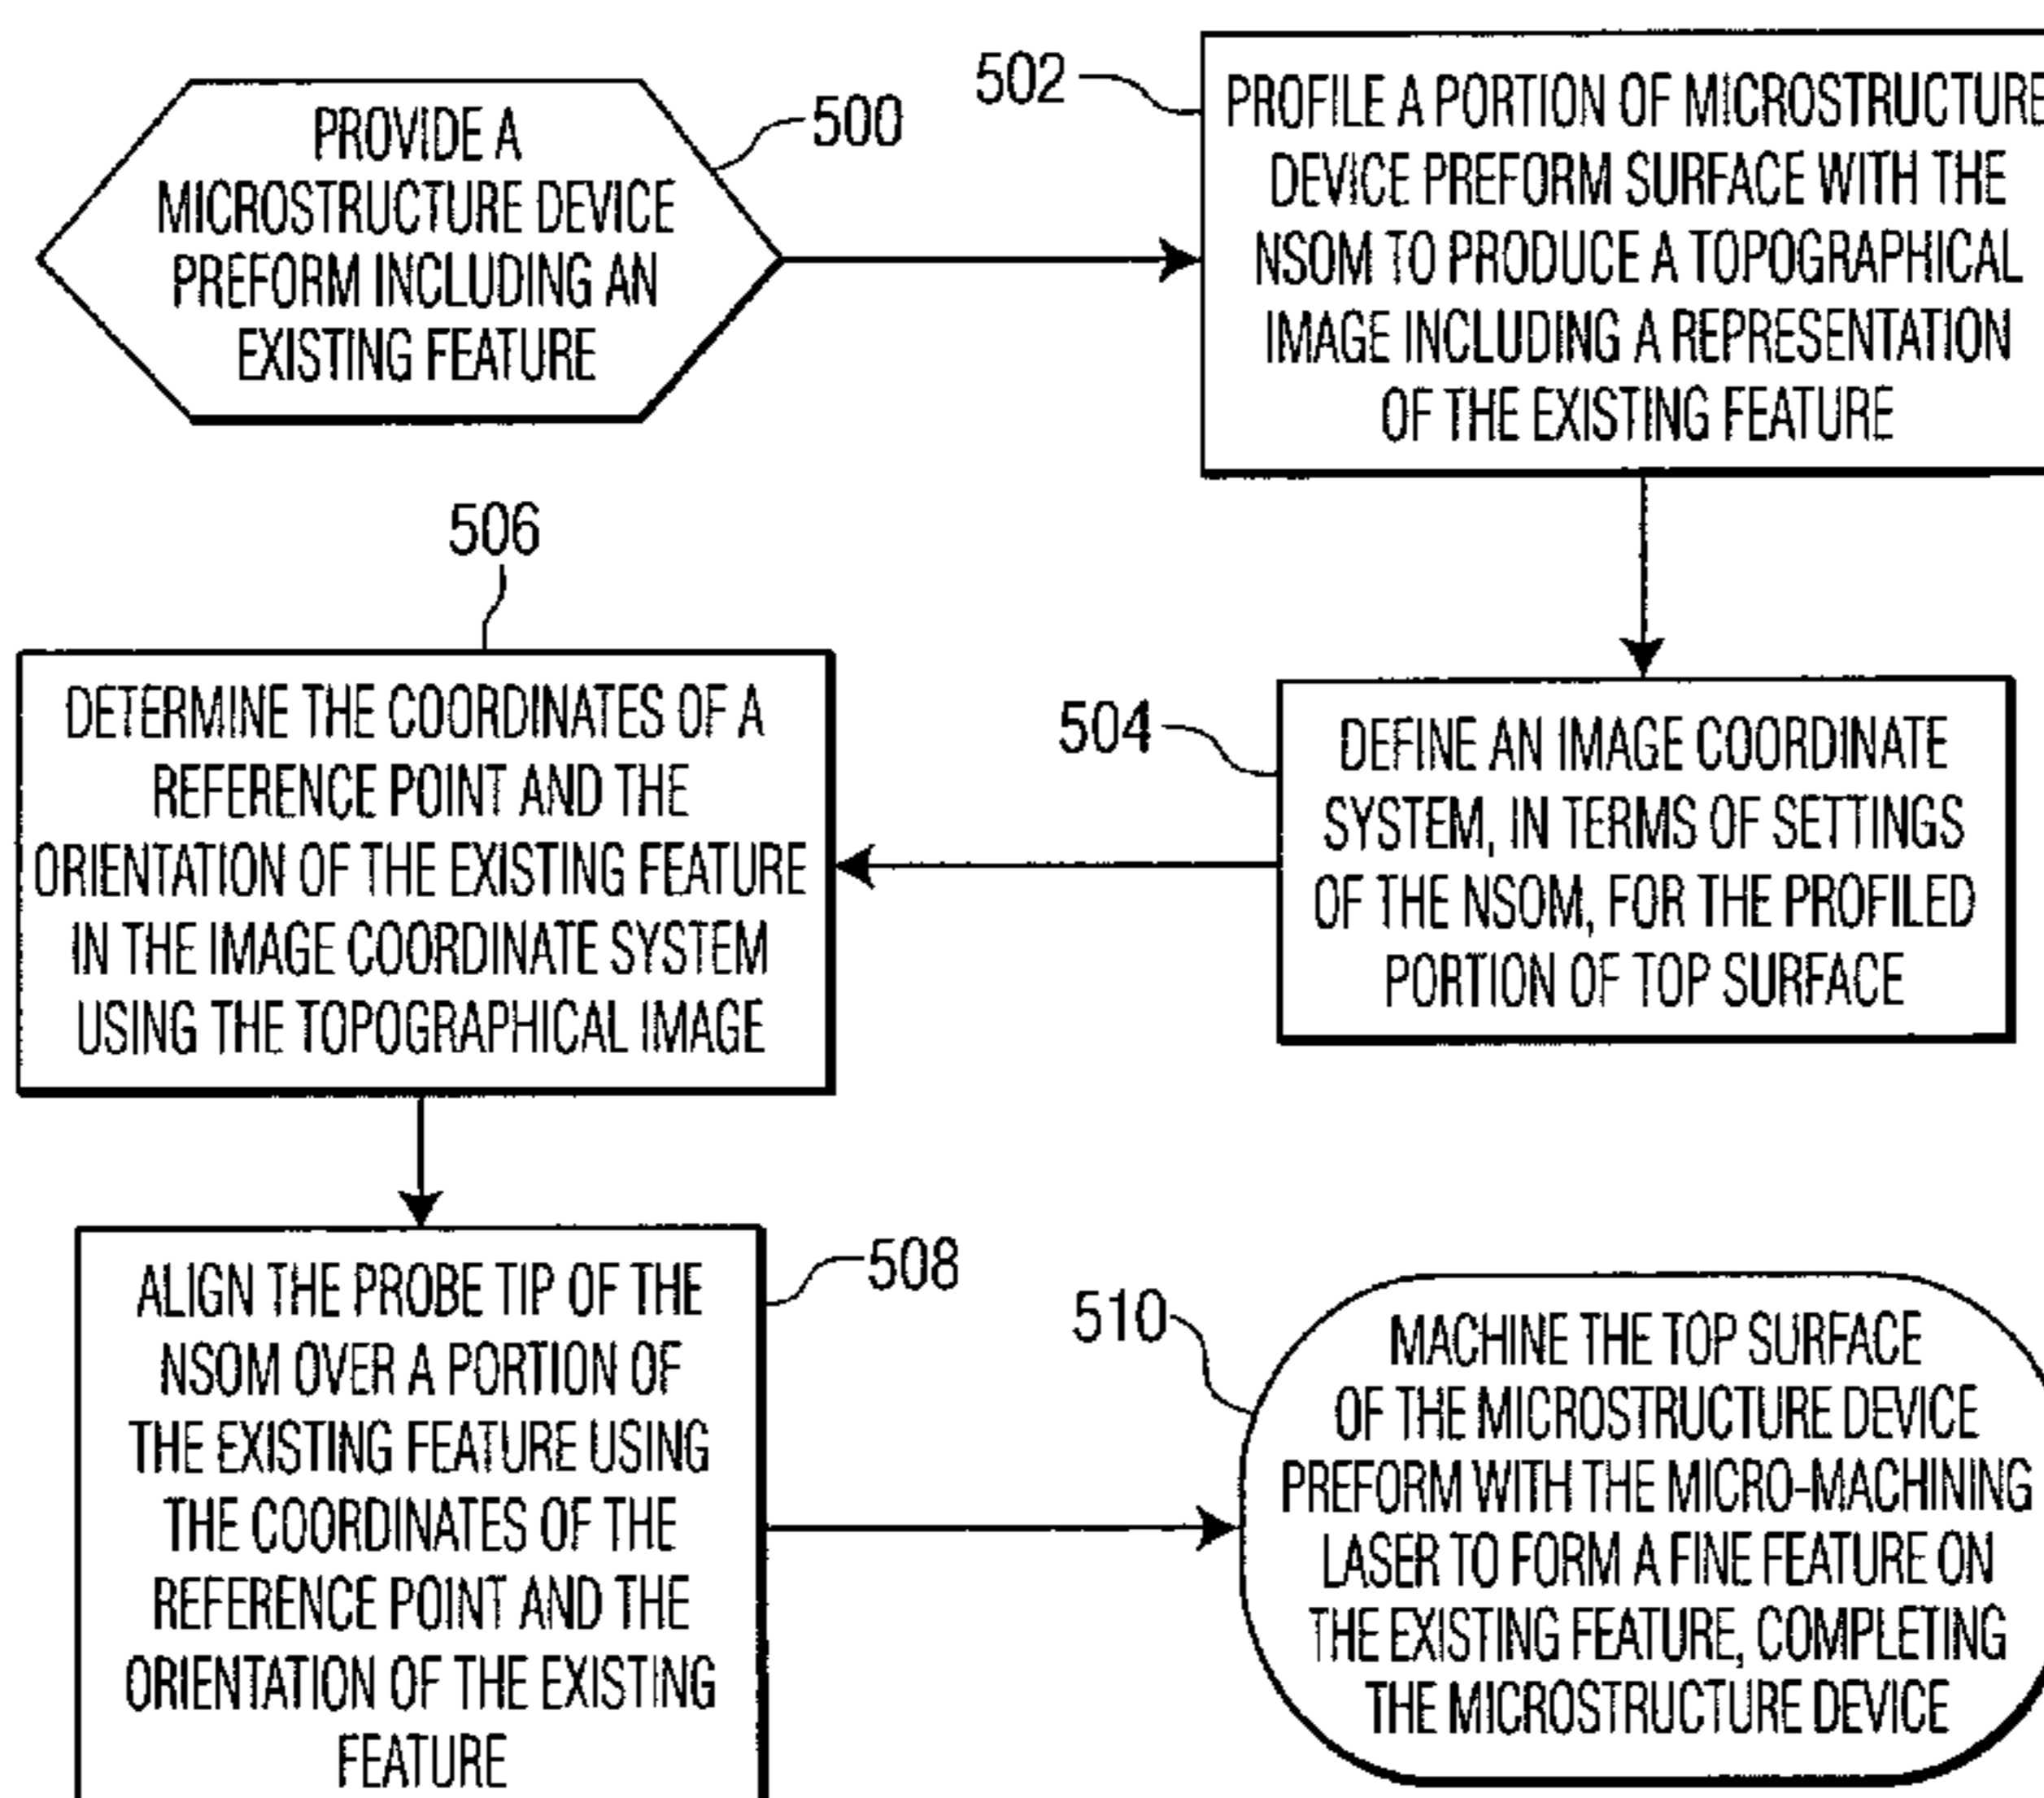 500
PROVIDE A
MICROSTRUCTURE DEVICE
PREFORM INCLUDING AN
EXISTING FEATURE
502
PROFILE A PORTION OF MICROSTRUCTURE
DEVICE PREFORM SURFACE WITH THE
NSOM TO PRODUCE A TOPOGRAPHICAL
IMAGE INCLUDING A REPRESENTATION
OF THE EXISTING FEATURE
504
DEFINE AN IMAGE COORDINATE
SYSTEM, IN TERMS OF SETTINGS
OF THE NSOM, FOR THE PROFILED
PORTION OF TOP SURFACE
506
DETERMINE THE COORDINATES OF A
REFERENCE POINT AND THE
ORIENTATION OF THE EXISTING FEATURE
IN THE IMAGE COORDINATE SYSTEM
USING THE TOPOGRAPHICAL IMAGE
508
ALIGN THE PROBE TIP OF THE
NSOM OVER A PORTION OF
THE EXISTING FEATURE USING
THE COORDINATES OF THE
REFERENCE POINT AND THE
ORIENTATION OF THE EXISTING
FEATURE
510
MACHINE THE TOP SURFACE
OF THE MICROSTRUCTURE DEVICE
PREFORM WITH THE MICRO-MACHINING
LASER TO FORM A FINE FEATURE ON
THE EXISTING FEATURE, COMPLETING
THE MICROSTRUCTURE DEVICE